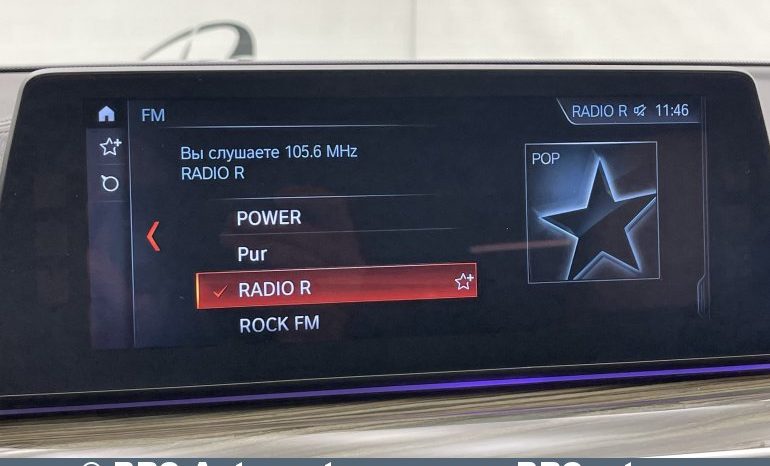 FM
RADIO R 11:46
Вы слушаете 105.6 MHz
RADIO R
POP
POWER
Pur
RADIO R
ROCK FM